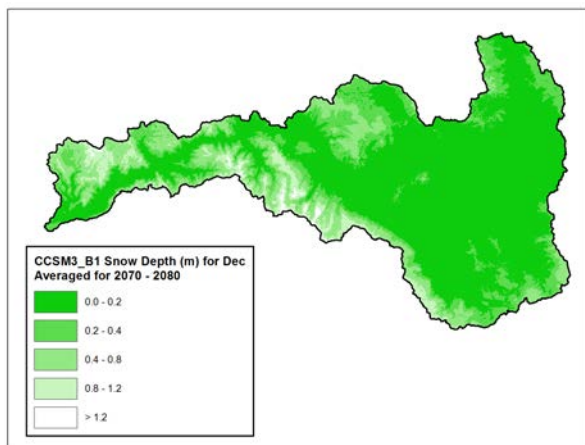 CCSM3_B1 Snow Depth (m) for Dec
Averaged for 2070 - 2080
0.0 - 0.2
0.2 - 0.4
0.4 - 0.8
0.8 - 1.2
> 1.2